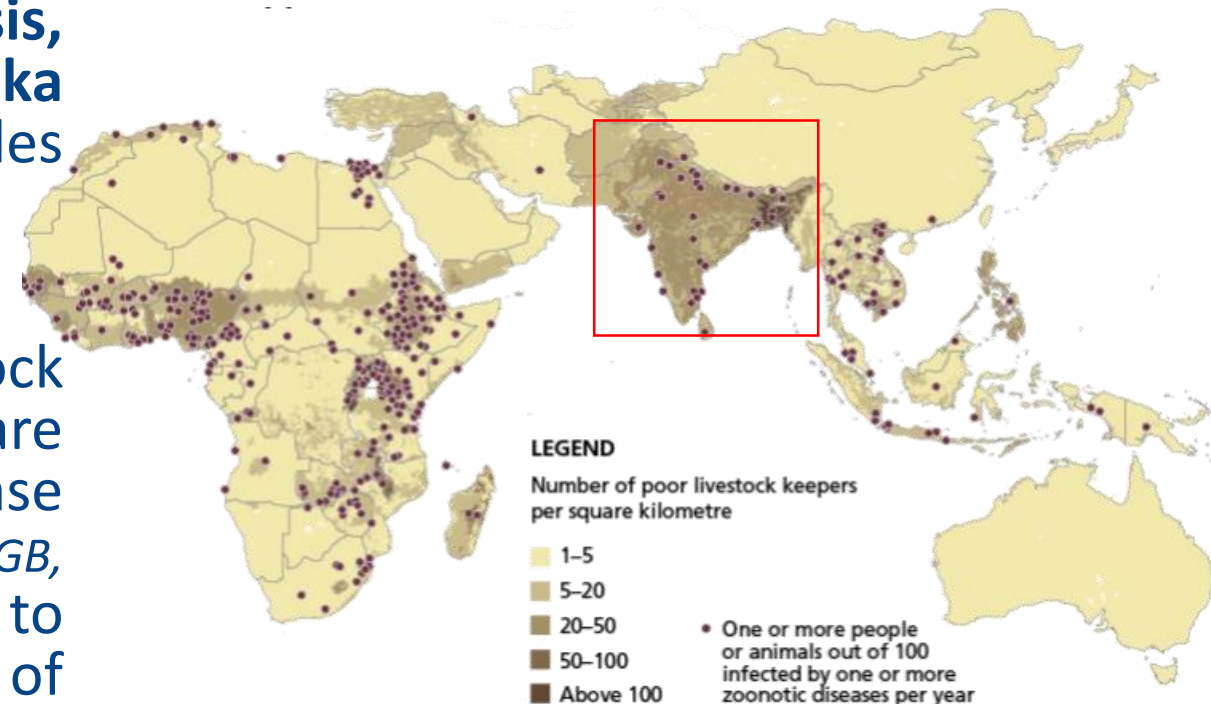 sis,
ka
les
ock
are
ase
GB,
to
of
LEGEND
Number of poor livestock keepers
per square kilometre
1–5
5–20
20–50
50–100
Above 100
One or more people
or animals out of 100
infected by one or more
zoonotic diseases per year